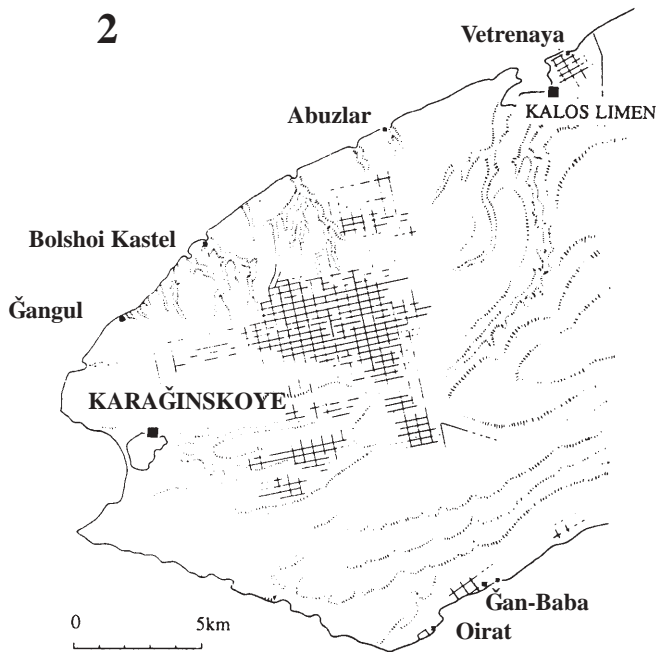 2
Vetrenaya
KALOS LIMEN
Abuzlar
Bolshoi Kastel
Ğangul
KARAĞINSKOYE
Ğan-Baba
Oirat
0 5km